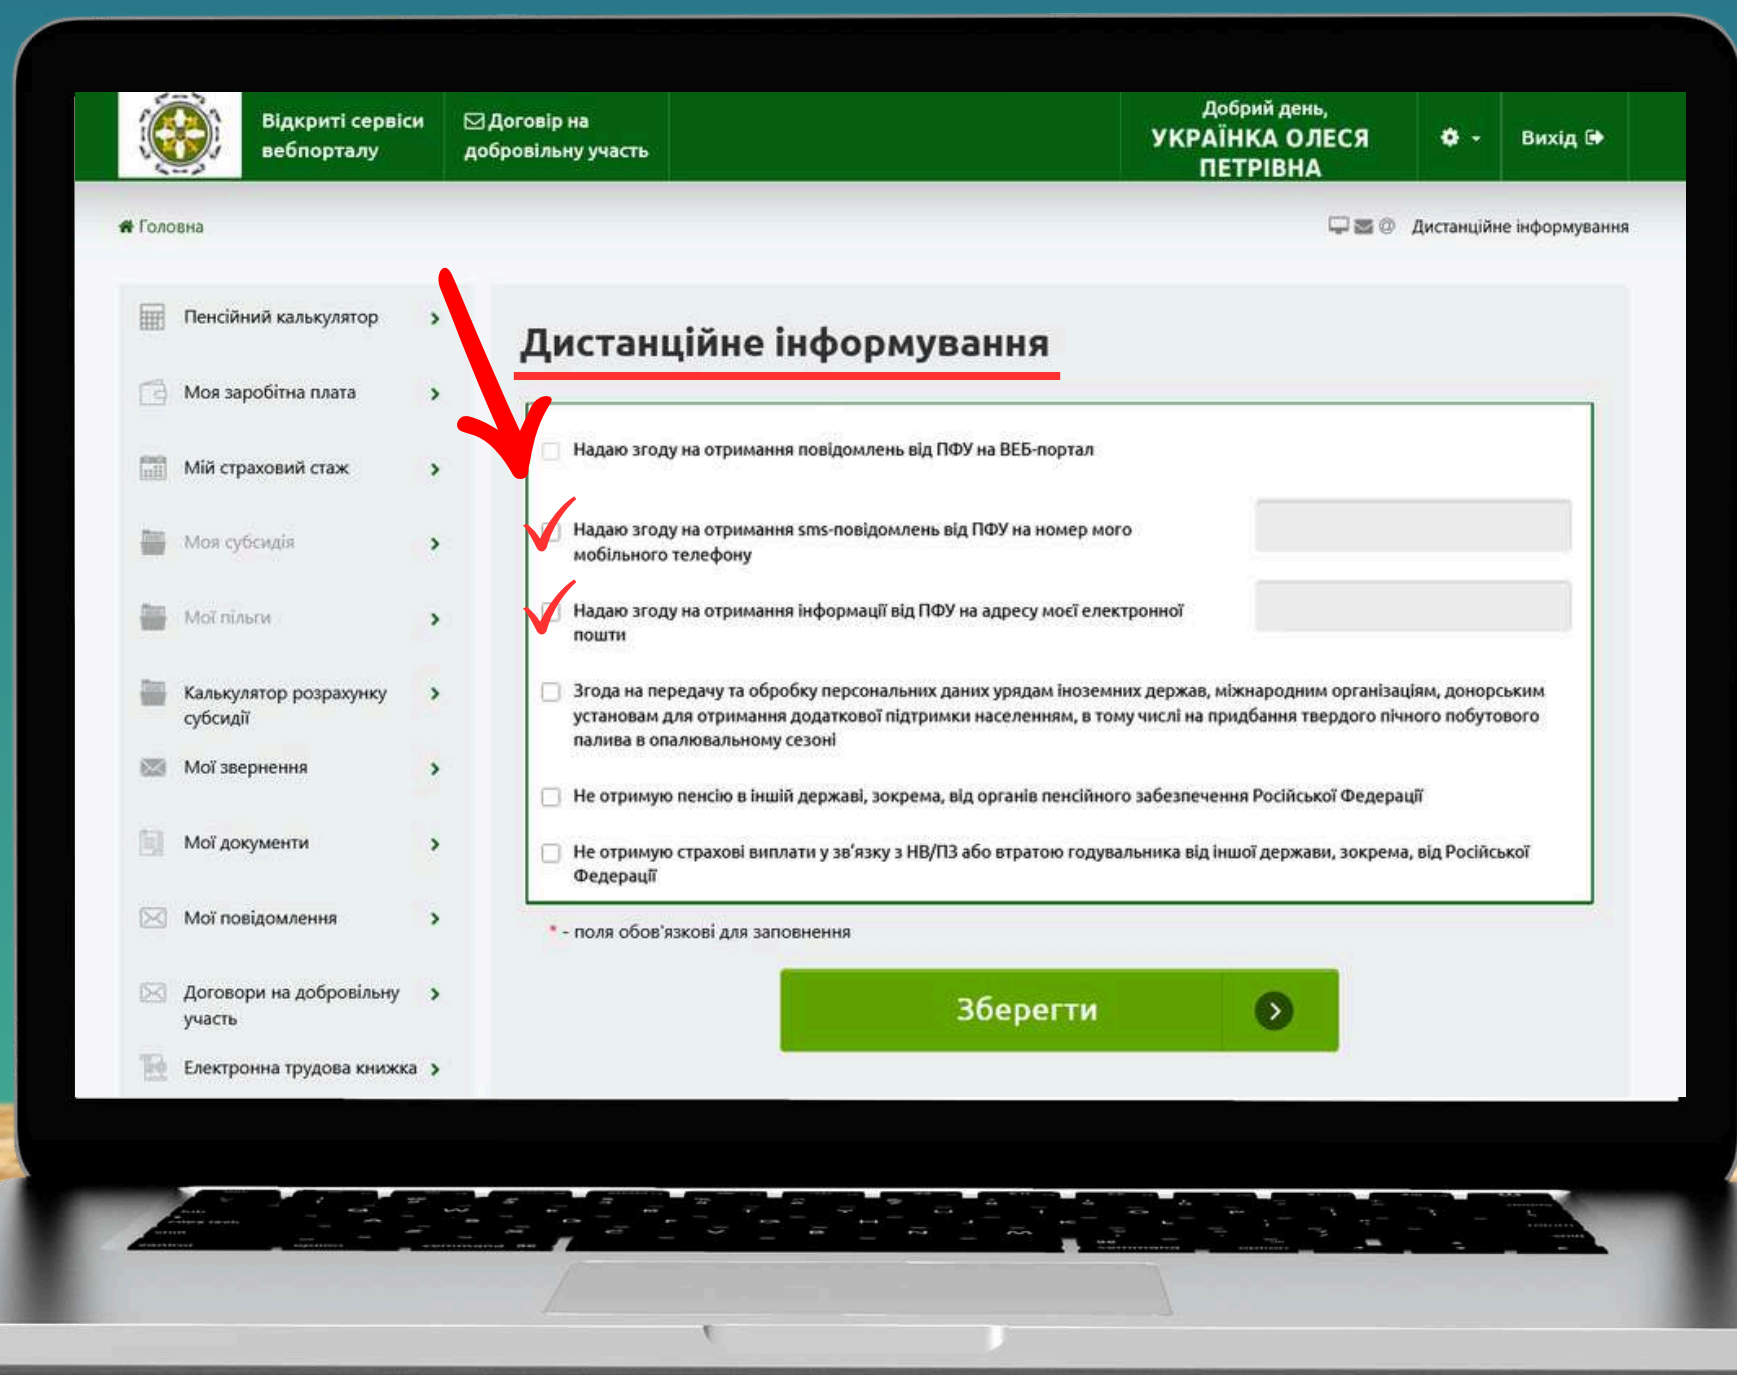 Відкриті сервіси
вебпорталу
Договір на
добровільну участь
Добрий день,
УКРАЇНКА ОЛЕСЯ
ПЕТРІВНА
Вихід
Головна
Дистанційне інформування
Пенсійний калькулятор
Моя заробітна плата
Мій страховий стаж
Моя субсидія
Мої пільги
Калькулятор розрахунку
субсидії
Мої звернення
Мої документи
Мої повідомлення
Договори на добровільну
участь
Електронна трудова книжка
Дистанційне інформування
Надаю згоду на отримання повідомлень від ПФУ на ВЕБ-портал
Надаю згоду на отримання sms-повідомлень від ПФУ на номер мого
мобільного телефону
Надаю згоду на отримання інформації від ПФУ на адресу моєї електронної
пошти
Згода на передачу та обробку персональних даних урядам іноземних держав, міжнародним організаціям, донорським
установам для отримання додаткової підтримки населенням, в тому числі на придбання твердого пічного побутового
палива в опалювальному сезоні
Не отримую пенсію в іншій державі, зокрема, від органів пенсійного забезпечення Російської Федерації
Не отримую страхові виплати у зв'язку з НВ/ПЗ або втратою годувальника від іншої держави, зокрема, від Російської
Федерації
* - поля обов'язкові для заповнення
Зберегти